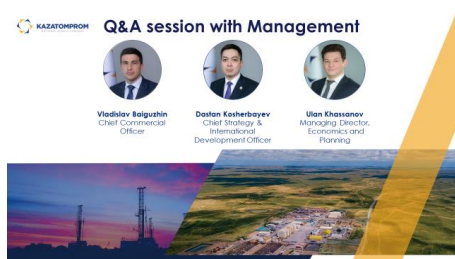 KAZATOMPROM
Q&A session with Management
Vladislav Baiguzhin
Chief Commercial
Officer
Dastan Kosherbayev
Chief Strategy &
International
Development Officer
Ulan Khassanov
Managing Director,
Economics and
Planning